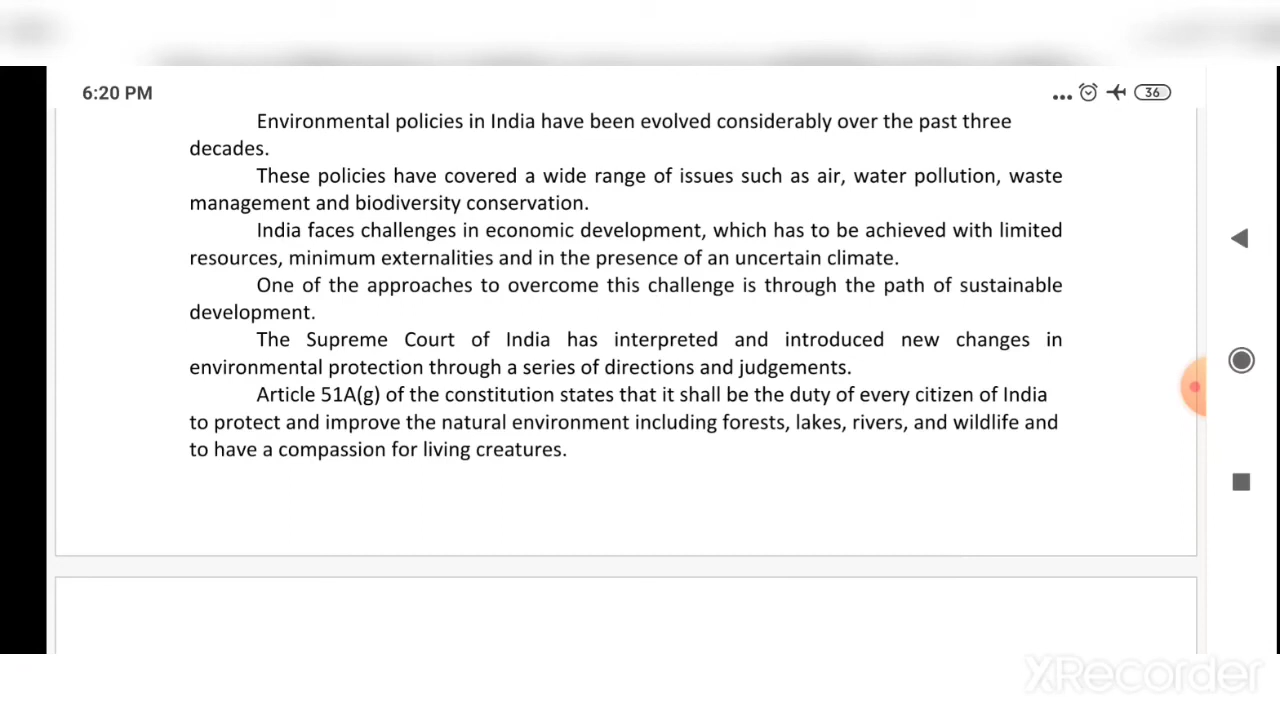 6:20 PM
36
Environmental policies in India have been evolved considerably over the past three
decades.
These policies have covered a wide range of issues such as air, water pollution, waste
management and biodiversity conservation.
India faces challenges in economic development, which has to be achieved with limited
resources, minimum externalities and in the presence of an uncertain climate.
One of the approaches to overcome this challenge is through the path of sustainable
development.
The Supreme Court of India has interpreted and introduced new changes in
environmental protection through a series of directions and judgements.
Article 51A(g) of the constitution states that it shall be the duty of every citizen of India
to protect and improve the natural environment including forests, lakes, rivers, and wildlife and
to have a compassion for living creatures.
XRecorder